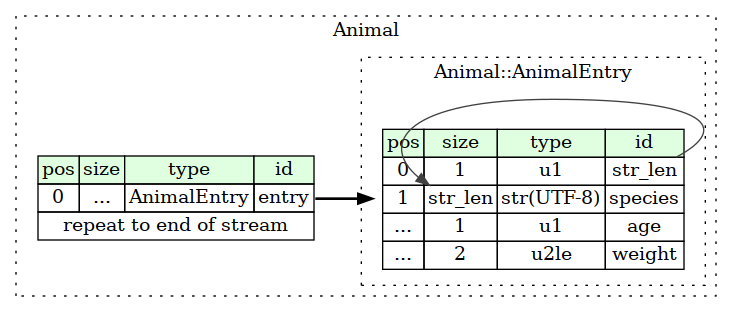 Animal
Animal::AnimalEntry
pos size type id
0 ... AnimalEntry entry
repeat to end of stream
pos size type id
0 1 u1 str_len
1 str_len str(UTF-8) species
... 1 u1 age
... 2 u2le weight